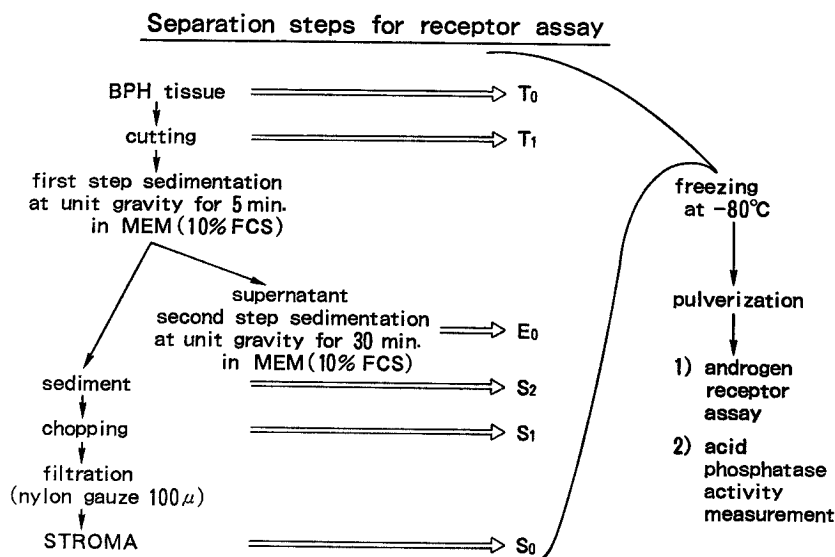 Separation steps for receptor assay
BPH tissue
T0
cutting
T1
first step sedimentation
at unit gravity for 5 min.
in MEM (10% FCS)
supernatant
second step sedimentation
at unit gravity for 30 min.
in MEM (10% FCS)
E0
sediment
S2
chopping
S1
filtration
(nylon gauze 100μ)
STROMA
S0
freezing
at -80°C
pulverization
1) androgen
receptor
assay
2) acid
phosphatase
activity
measurement